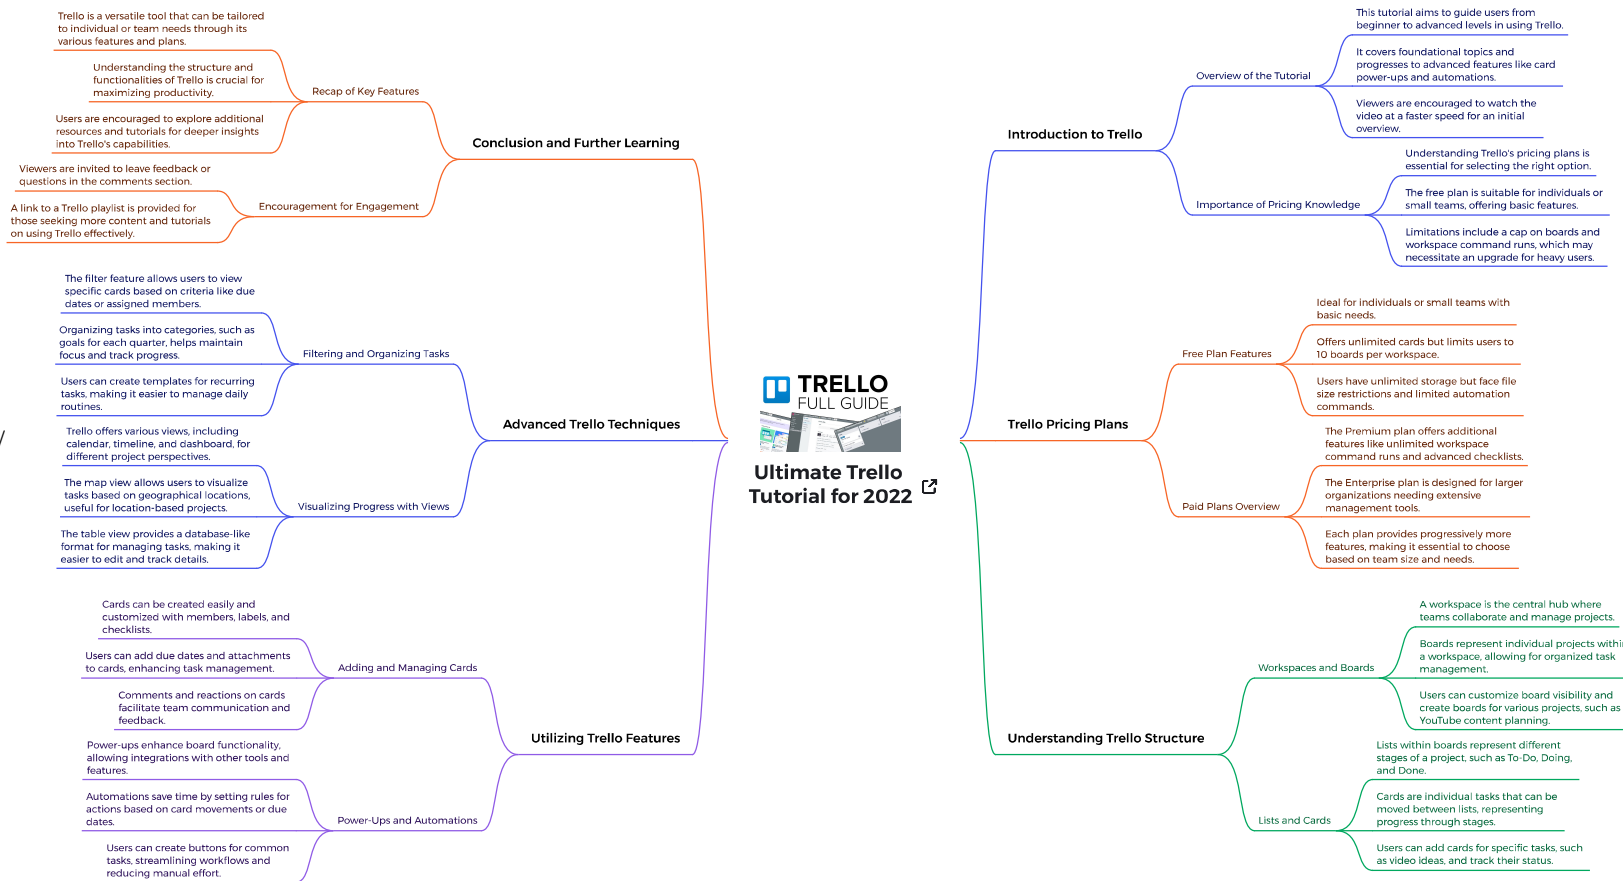 TRELLO
FULL GUIDE
Ultimate Trello
Tutorial for 2022
Introduction to Trello
Overview of the Tutorial
This tutorial aims to guide users from
beginner to advanced levels in using Trello.
It covers foundational topics and
progresses to advanced features like card
power-ups and automations.
Viewers are encouraged to watch the
video at a faster speed for an initial
overview.
Importance of Pricing Knowledge
Understanding Trello's pricing plans is
essential for selecting the right option.
The free plan is suitable for individuals or
small teams, offering basic features.
Limitations include a cap on boards and
workspace command runs, which may
necessitate an upgrade for heavy users.
Trello Pricing Plans
Free Plan Features
Ideal for individuals or small teams with
basic needs.
Offers unlimited cards but limits users to
10 boards per workspace.
Users have unlimited storage but face file
size restrictions and limited automation
commands.
Paid Plans Overview
The Premium plan offers additional
features like unlimited workspace
command runs and advanced checklists.
The Enterprise plan is designed for larger
organizations needing extensive
management tools.
Each plan provides progressively more
features, making it essential to choose
based on team size and needs.
Understanding Trello Structure
Workspaces and Boards
A workspace is the central hub where
teams collaborate and manage projects.
Boards represent individual projects withi
a workspace, allowing for organized task
management.
Users can customize board visibility and
create boards for various projects, such as
YouTube content planning.
Lists and Cards
Lists within boards represent different
stages of a project, such as To-Do, Doing,
and Done.
Cards are individual tasks that can be
moved between lists, representing
progress through stages.
Users can add cards for specific tasks, such
as video ideas, and track their status.
Conclusion and Further Learning
Recap of Key Features
Trello is a versatile tool that can be tailored
to individual or team needs through its
various features and plans.
Understanding the structure and
functionalities of Trello is crucial for
maximizing productivity.
Users are encouraged to explore additional
resources and tutorials for deeper insights
into Trello's capabilities.
Encouragement for Engagement
Viewers are invited to leave feedback or
questions in the comments section.
A link to a Trello playlist is provided for
those seeking more content and tutorials
on using Trello effectively.
Advanced Trello Techniques
Filtering and Organizing Tasks
The filter feature allows users to view
specific cards based on criteria like due
dates or assigned members.
Organizing tasks into categories, such as
goals for each quarter, helps maintain
focus and track progress.
Users can create templates for recurring
tasks, making it easier to manage daily
routines.
Visualizing Progress with Views
Trello offers various views, including
calendar, timeline, and dashboard, for
different project perspectives.
The map view allows users to visualize
tasks based on geographical locations,
useful for location-based projects.
The table view provides a database-like
format for managing tasks, making it
easier to edit and track details.
Utilizing Trello Features
Adding and Managing Cards
Cards can be created easily and
customized with members, labels, and
checklists.
Users can add due dates and attachments
to cards, enhancing task management.
Comments and reactions on cards
facilitate team communication and
feedback.
Power-Ups and Automations
Power-ups enhance board functionality,
allowing integrations with other tools and
features.
Automations save time by setting rules for
actions based on card movements or due
dates.
Users can create buttons for common
tasks, streamlining workflows and
reducing manual effort.